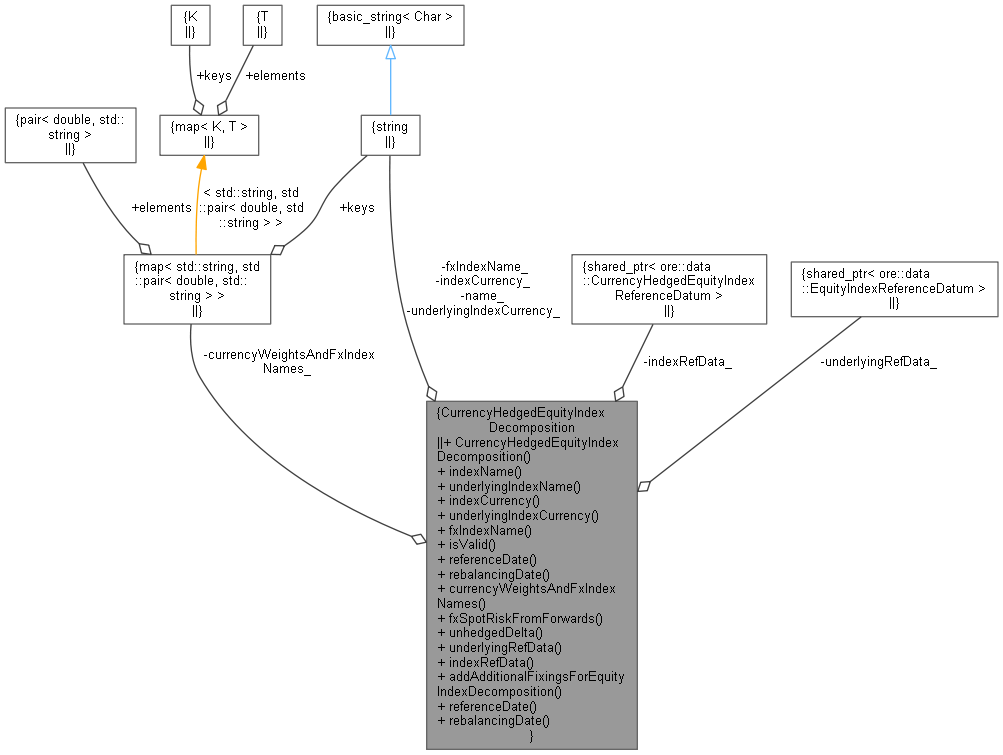 {K
||}
{T
||}
{basic_string< Char >
||}
+keys
+elements
{pair< double, std::
string >
||}
{map< K, T >
||}
{string
||}
+elements
< std::string, std
::pair< double, std
::string > >
+keys
{map< std::string, std
::pair< double, std::
string > >
||}
-fxIndexName_
-indexCurrency_
-name_
-underlyingIndexCurrency_
{shared_ptr< ore::data
::CurrencyHedgedEquityIndex
ReferenceDatum >
||}
{shared_ptr< ore::data
::EquityIndexReferenceDatum >
||}
-currencyWeightsAndFxIndex
Names_
-indexRefData_
-underlyingRefData_
{CurrencyHedgedEquityIndex
Decomposition
||+ CurrencyHedgedEquityIndex
Decomposition()
+ indexName()
+ underlyingIndexName()
+ indexCurrency()
+ underlyingIndexCurrency()
+ fxIndexName()
+ isValid()
+ referenceDate()
+ rebalancingDate()
+ currencyWeightsAndFxIndex
Names()
+ fxSpotRiskFromForwards()
+ unhedgedDelta()
+ underlyingRefData()
+ indexRefData()
+ addAdditionalFixingsForEquity
IndexDecomposition()
+ referenceDate()
+ rebalancingDate()
}